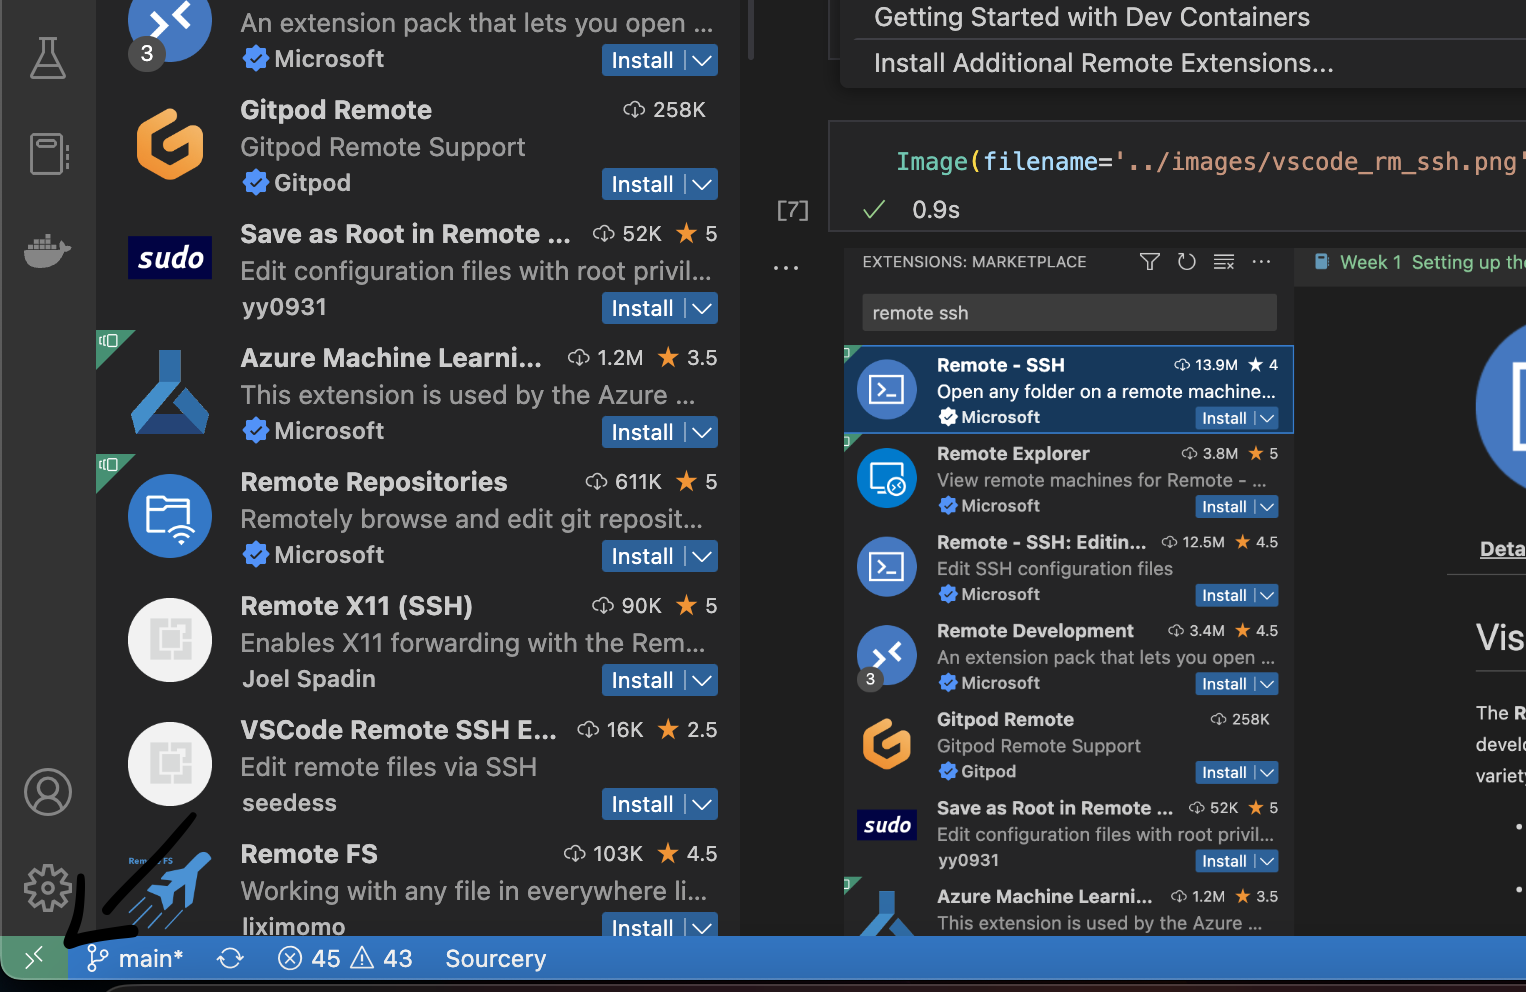 An extension pack that lets you open ...
3
Microsoft
Install
Gitpod Remote
258K
Gitpod Remote Support
Gitpod
Install
sudo
Save as Root in Remote ...
52K
5
Edit configuration files with root privil...
yy0931
Install
Azure Machine Learni...
1.2M
3.5
This extension is used by the Azure ...
Microsoft
Install
Remote Repositories
611K
5
Remotely browse and edit git reposit...
Microsoft
Install
Remote X11 (SSH)
90K
5
Enables X11 forwarding with the Rem...
Joel Spadin
Install
VSCode Remote SSH E...
16K
2.5
Edit remote files via SSH
seedess
Install
Remote FS
103K
4.5
Working with any file in everywhere li...
liximomo
Install
main*
45
43
Sourcery
Getting Started with Dev Containers
Install Additional Remote Extensions...
Image(filename='../images/vscode_rm_ssh.png'
[7]
0.9s
...
EXTENSIONS: MARKETPLACE
...
remote ssh
Remote - SSH
13.9M
4
Open any folder on a remote machine...
Microsoft
Install
Remote Explorer
3.8M
5
View remote machines for Remote - ...
Microsoft
Install
Remote - SSH: Editin...
12.5M
4.5
Edit SSH configuration files
Microsoft
Install
Remote Development
3.4M
4.5
An extension pack that lets you open ...
3
Microsoft
Install
Gitpod Remote
258K
Gitpod Remote Support
Gitpod
Install
sudo
Save as Root in Remote ...
52K
5
Edit configuration files with root privil...
yy0931
Install
Azure Machine Learni...
1.2M
3.5
This extension is used by the Azure ...
Week 1 Setting up the
Deta
Vis
The R
develo
variety